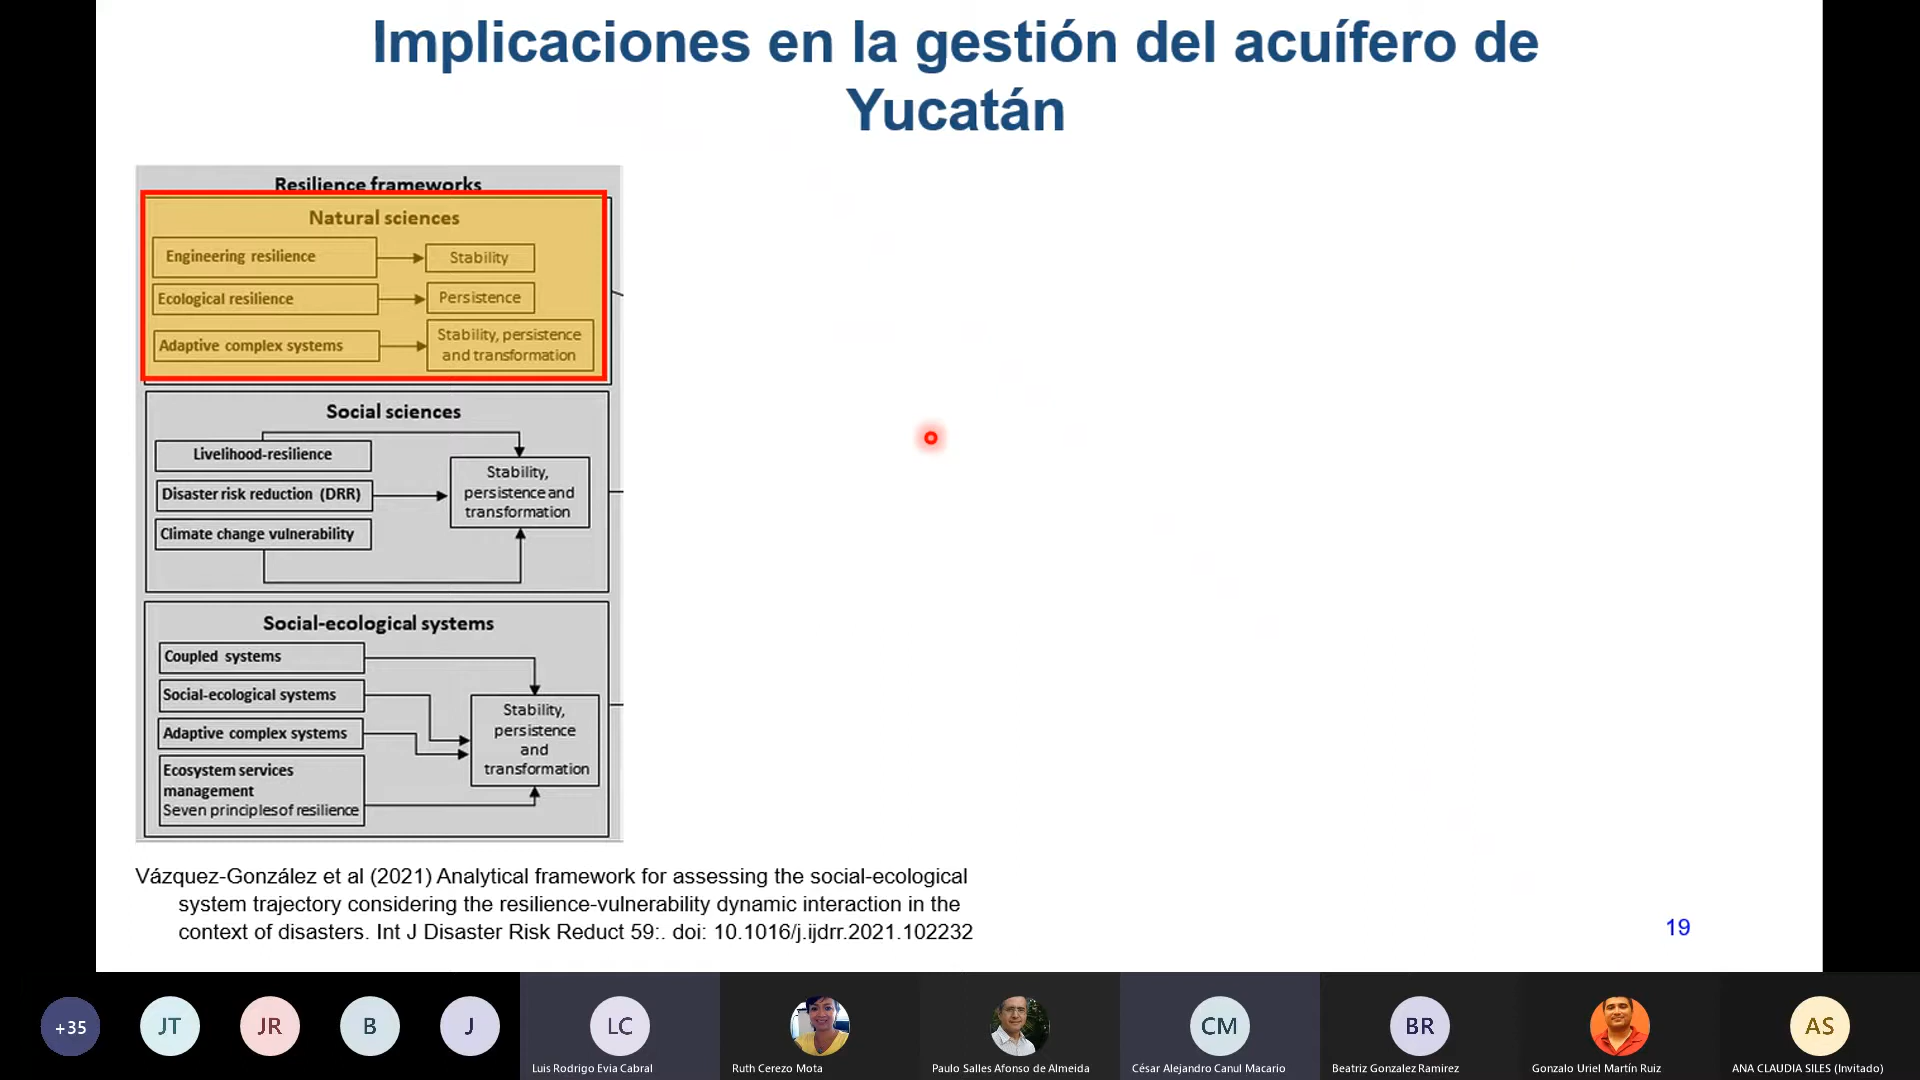 Implicaciones en la gestión del acuífero de
Yucatán
Resilience frameworks
Natural sciences
Engineering resilience
Stability
Ecological resilience
Persistence
Adaptive complex systems
Stability, persistence
and transformation
Social sciences
Livelihood-resilience
Disaster risk reduction (DRR)
Climate change vulnerability
Stability,
persistence and
transformation
Social-ecological systems
Coupled systems
Social-ecological systems
Adaptive complex systems
Ecosystem services
management
Seven principles of resilience
Stability,
persistence
and
transformation
Vázquez-González et al (2021) Analytical framework for assessing the social-ecological
system trajectory considering the resilience-vulnerability dynamic interaction in the
context of disasters. Int J Disaster Risk Reduct 59:. doi: 10.1016/j.ijdrr.2021.102232
19
+35
JT
JR
B
J
LC
CM
BR
AS
Luis Rodrigo Evia Cabral
Ruth Cerezo Mota
Paulo Salles Afonso de Almeida
César Alejandro Canul Macario
Beatriz Gonzalez Ramirez
Gonzalo Uriel Martín Ruiz
ANA CLAUDIA SILES (Invitado)